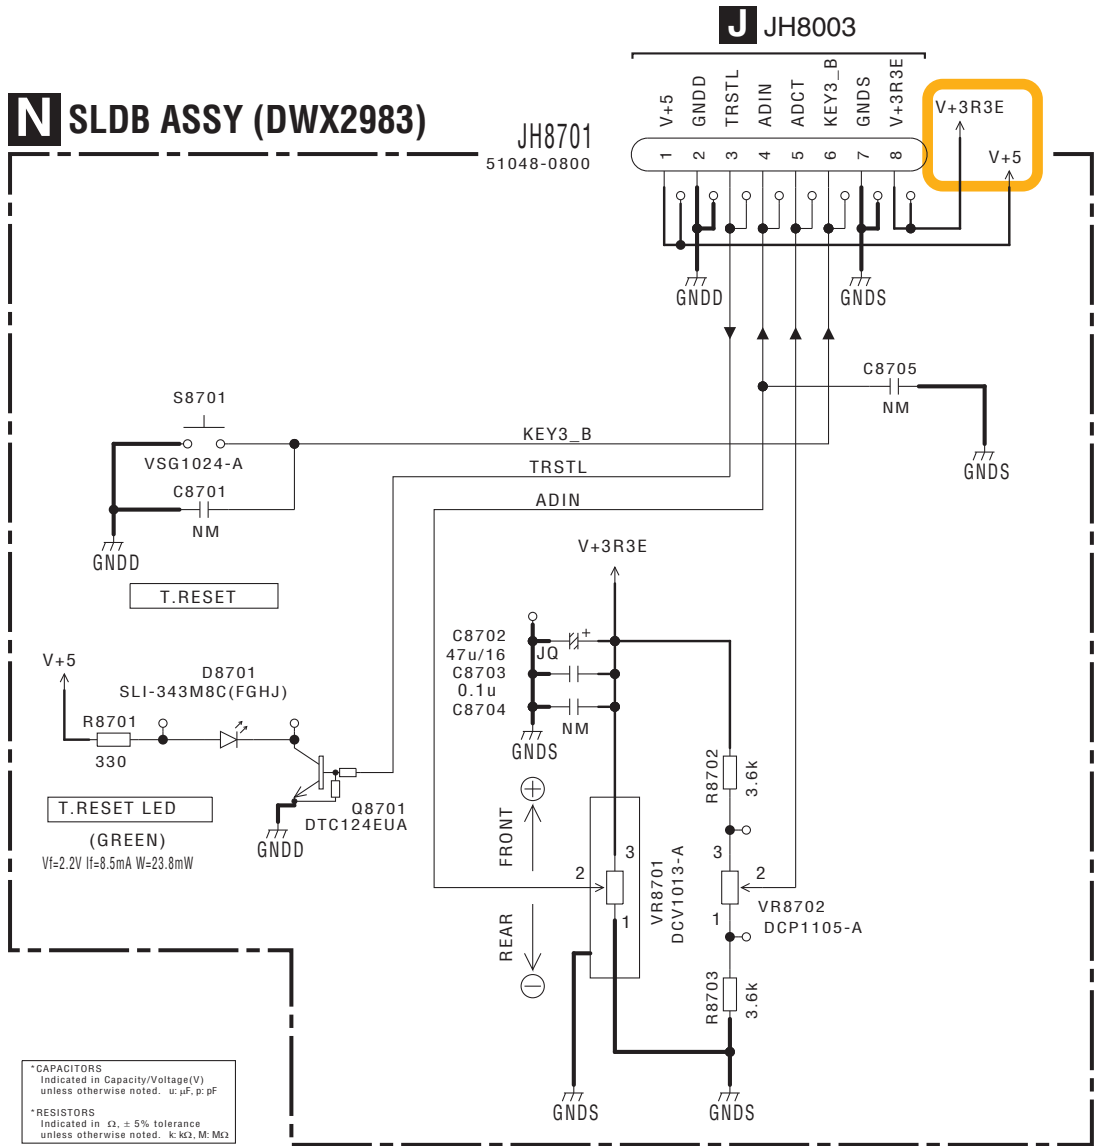 J JH8003
N SLDB ASSY (DWX2983)
JH8701
51048-0800
V+5
GNDD
TRSTL
ADIN
ADCT
KEY3_B
GNDS
V+3R3E
1 2 3 4 5 6 7 8
V+3R3E
V+5
GNDD
GNDS
C8705
NM
GNDS
S8701
VSG1024-A
C8701
NM
GNDD
T.RESET
KEY3_B
TRSTL
ADIN
V+3R3E
C8702
47u/16
JQ
+
C8703
0.1u
C8704
NM
GNDS
V+5
D8701
SLI-343M8C(FGHJ)
R8701
330
T.RESET LED
(GREEN)
Vf=2.2V If=8.5mA W=23.8mW
Q8701
DTC124EUA
GNDD
+
FRONT
REAR
−
3
2
1
VR8701
DCV1013-A
R8702
3.6k
3
2
1
VR8702
DCP1105-A
R8703
3.6k
GNDS
GNDS
*CAPACITORS
Indicated in Capacity/Voltage(V)
unless otherwise noted. u: μF, p: pF
*RESISTORS
Indicated in Ω, ± 5% tolerance
unless otherwise noted. k: kΩ, M: MΩ